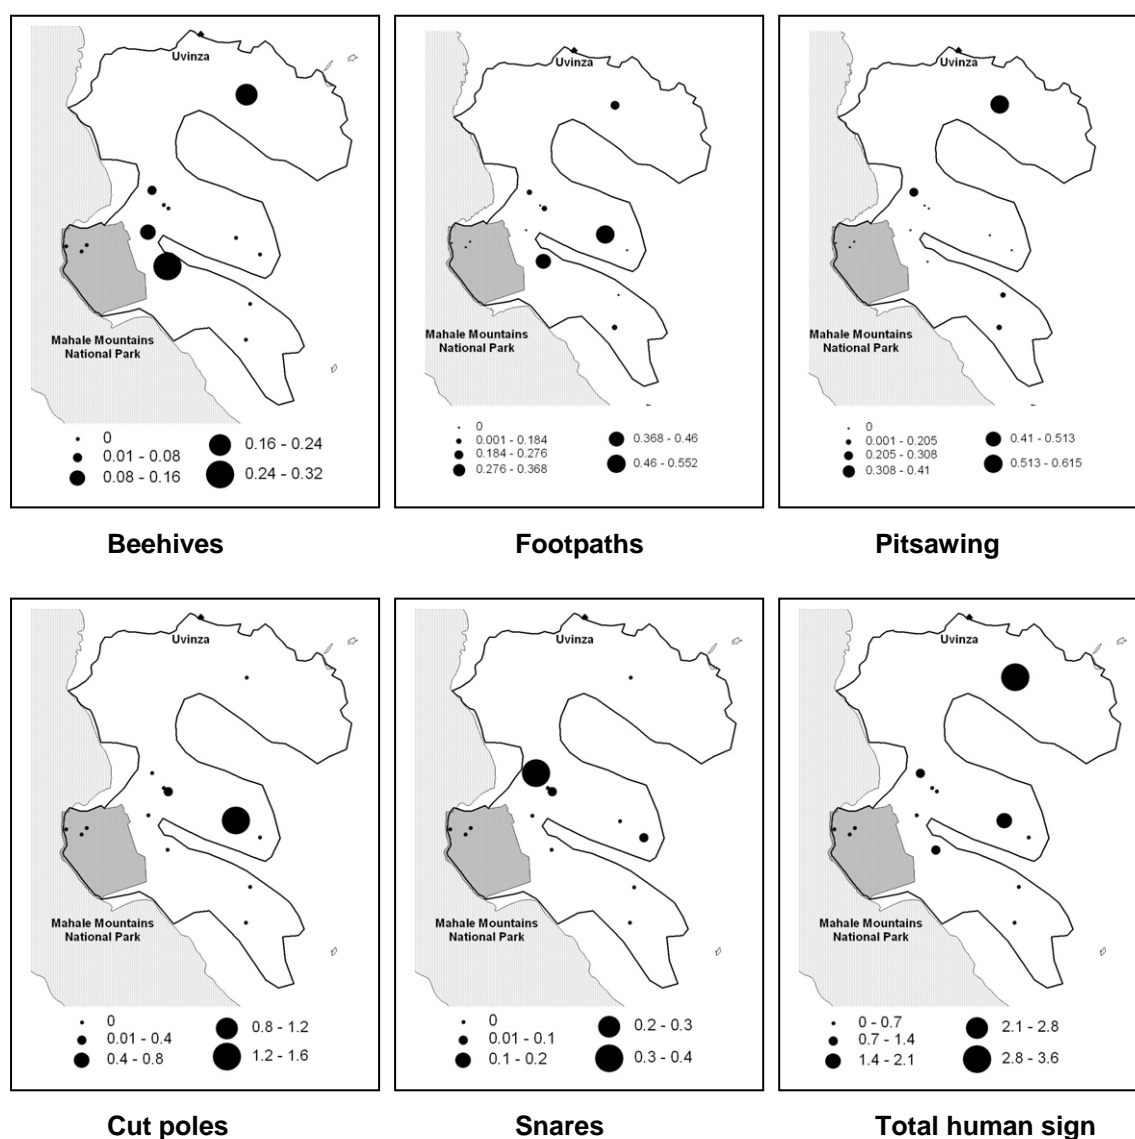 Uvinza
Mahale Mountains
National Park
0
0.01 - 0.08
0.08 - 0.16
0.16 - 0.24
0.24 - 0.32
Uvinza
Mahale Mountains
National Park
0
0.001 - 0.184
0.184 - 0.276
0.276 - 0.368
0.368 - 0.46
0.46 - 0.552
Uvinza
Mahale Mountains
National Park
0
0.001 - 0.205
0.205 - 0.308
0.308 - 0.41
0.41 - 0.513
0.513 - 0.615
Beehives
Footpaths
Pitsawing
Uvinza
Mahale Mountains
National Park
0
0.01 - 0.4
0.4 - 0.8
0.8 - 1.2
1.2 - 1.6
Uvinza
Mahale Mountains
National Park
0
0.01 - 0.1
0.1 - 0.2
0.2 - 0.3
0.3 - 0.4
Uvinza
Mahale Mountains
National Park
0 - 0.7
0.7 - 1.4
1.4 - 2.1
2.1 - 2.8
2.8 - 3.6
Cut poles
Snares
Total human sign